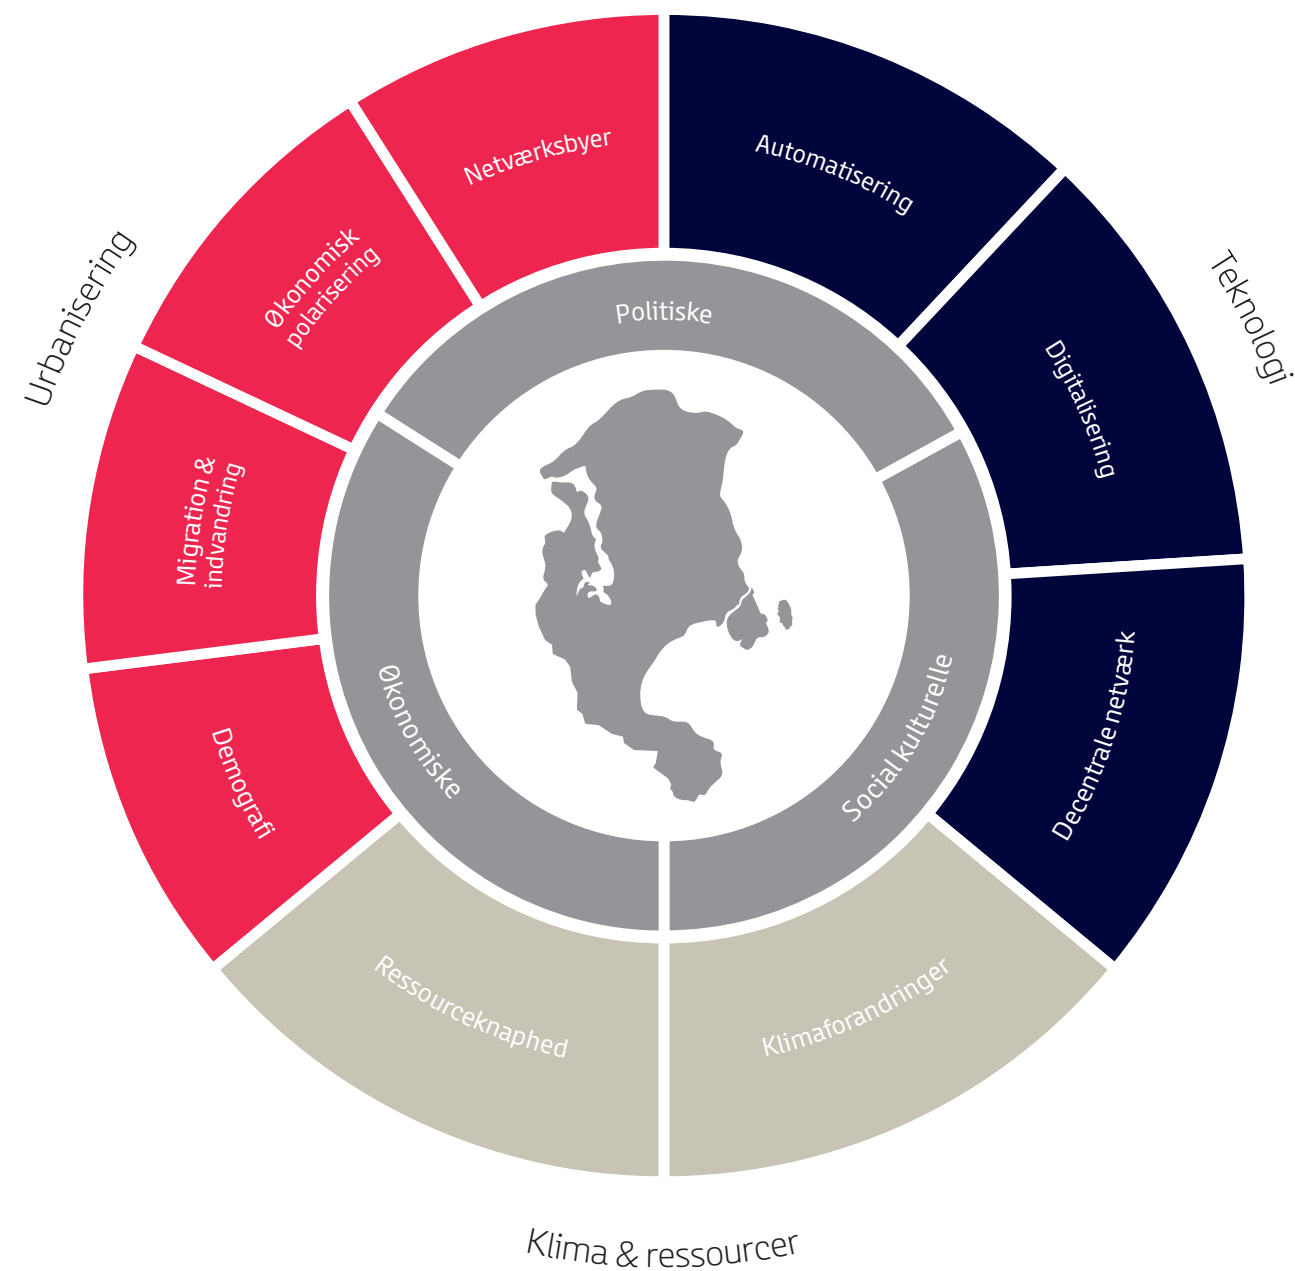 Urbanisering
Netværksbyer
Økonomisk
polarisering
Migration &
indvandring
Demografi
Teknologi
Automatisering
Digitalisering
Decentrale netværk
Klima & ressourcer
Klimaforandringer
Ressourceknaphed
Politiske
Social kulturelle
Økonomiske